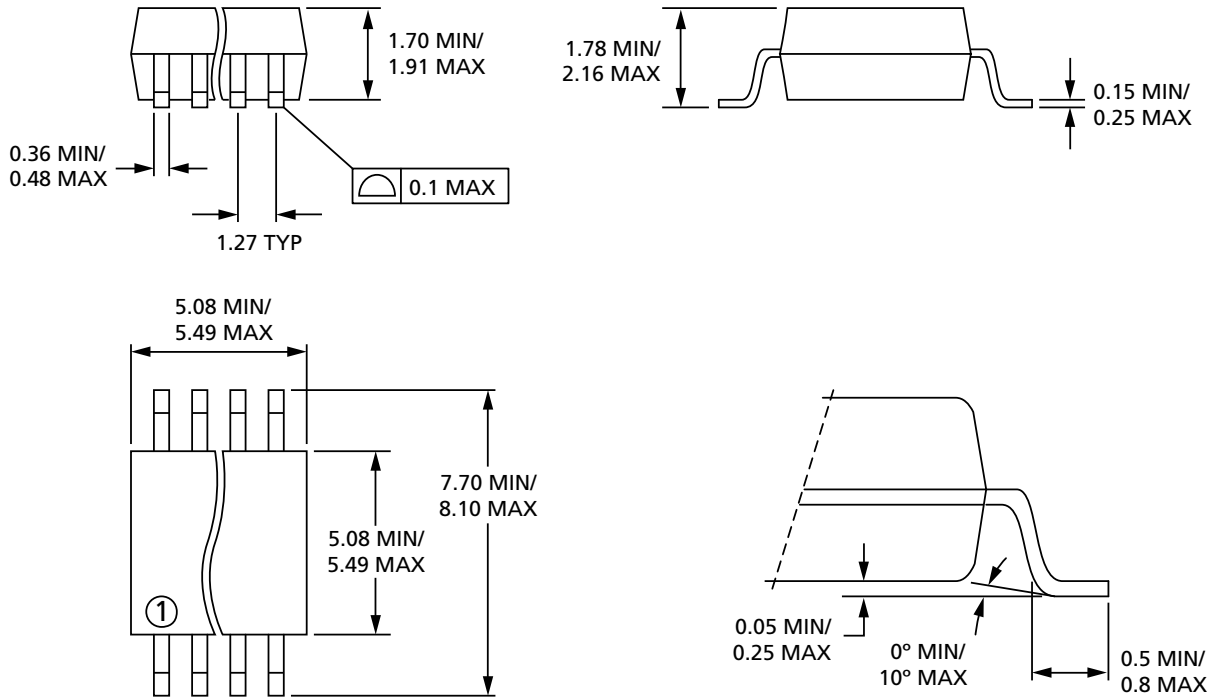 1.70 MIN/
1.91 MAX
1.78 MIN/
2.16 MAX
0.15 MIN/
0.25 MAX
0.36 MIN/
0.48 MAX
0.1 MAX
1.27 TYP
5.08 MIN/
5.49 MAX
7.70 MIN/
8.10 MAX
5.08 MIN/
5.49 MAX
1
0.05 MIN/
0.25 MAX
0° MIN/
10° MAX
0.5 MIN/
0.8 MAX